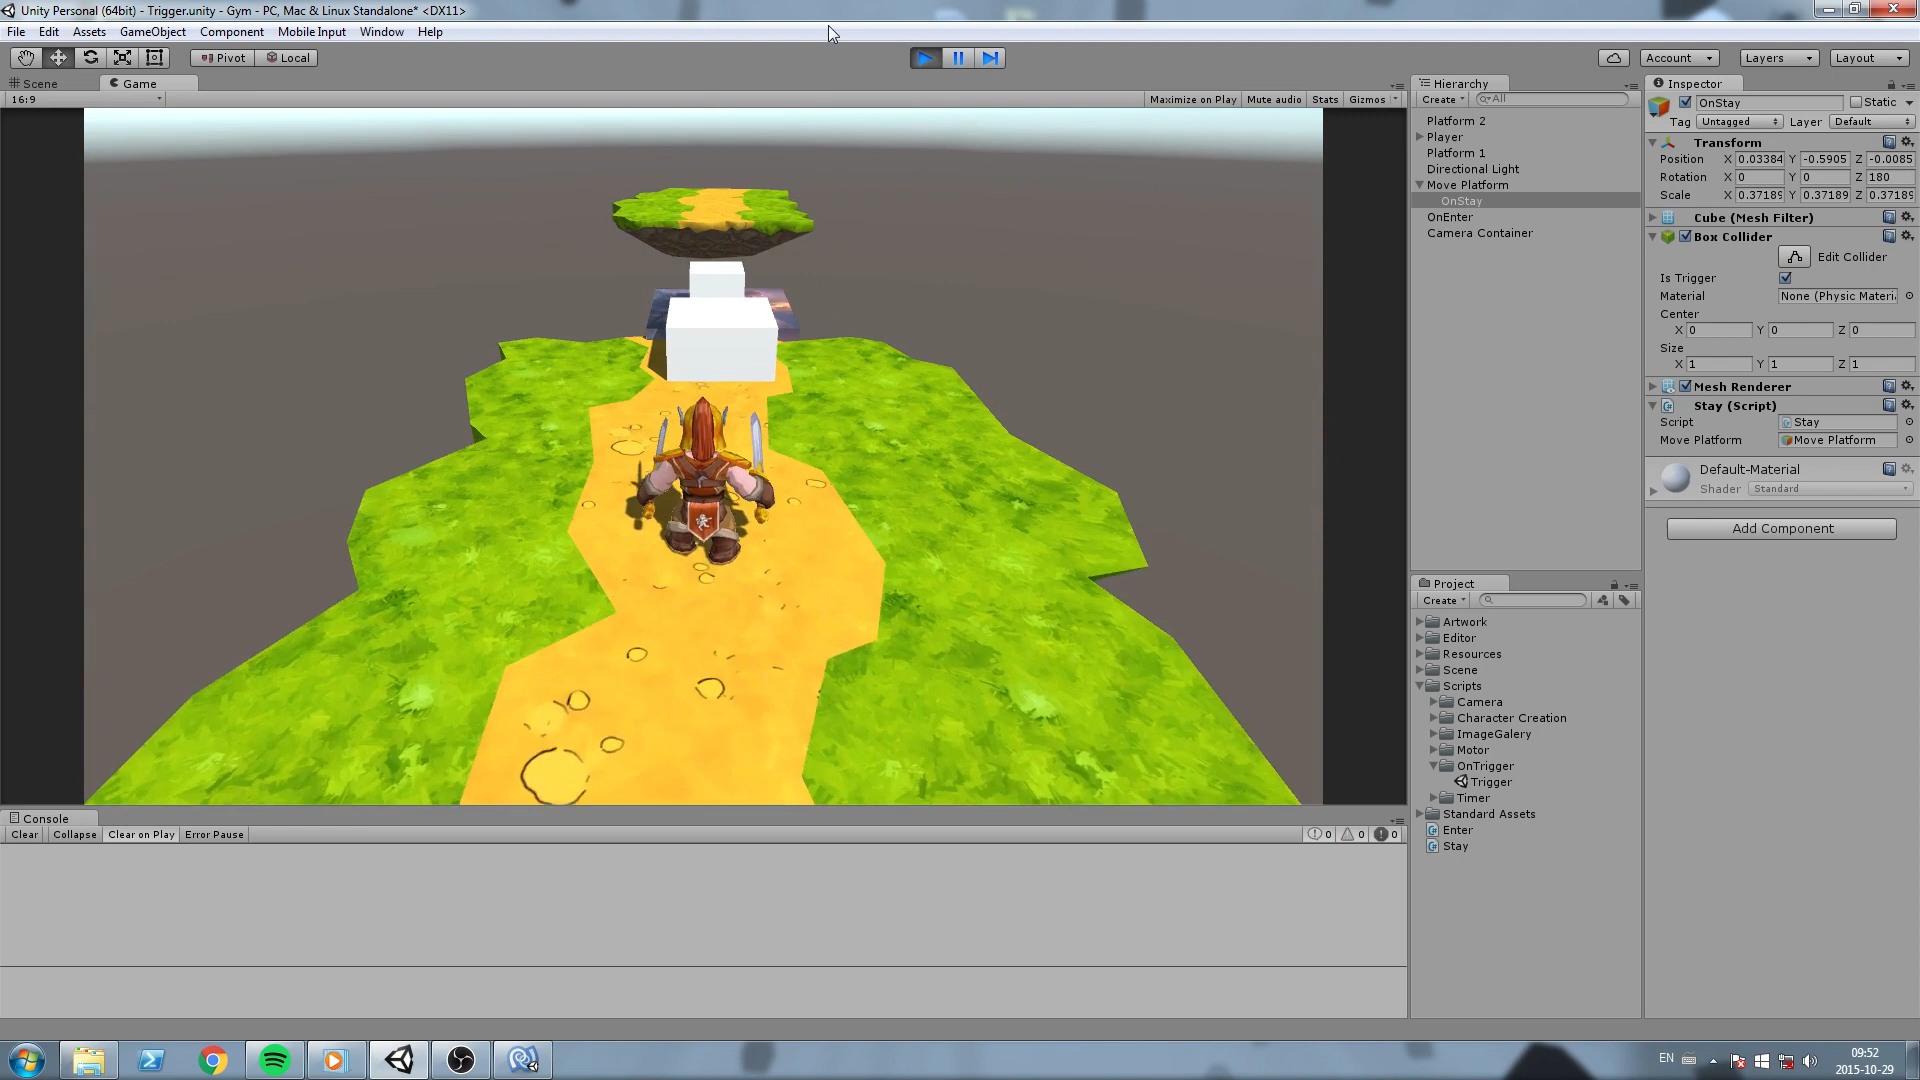 Unity Personal (64bit) - Trigger.unity - Gym - PC, Mac & Linux Standalone* <DX11>
File Edit Assets GameObject Component Mobile Input Window Help
Pivot Local Account Layers Layout
Scene Game
16:9 Maximize on Play Mute audio Stats Gizmos
Hierarchy
Create All
Platform 2
Player
Platform 1
Directional Light
Move Platform
OnStay
OnEnter
Camera Container
Inspector
OnStay Static
Tag Untagged Layer Default
Transform
Position X 0.03384 Y -0.5905 Z -0.0085
Rotation X 0 Y 0 Z 180
Scale X 0.37189 Y 0.37189 Z 0.37189
Cube (Mesh Filter)
Box Collider
Edit Collider
Is Trigger
Material None (Physic Materi
Center
X 0 Y 0 Z 0
Size
X 1 Y 1 Z 1
Mesh Renderer
Stay (Script)
Script Stay
Move Platform Move Platform
Default-Material
Shader Standard
Add Component
Project
Create
Artwork
Editor
Resources
Scene
Scripts
Camera
Character Creation
ImageGalery
Motor
OnTrigger
Trigger
Timer
Standard Assets
Enter
Stay
Console
Clear Collapse Clear on Play Error Pause 0 0 0
EN 09:52
2015-10-29